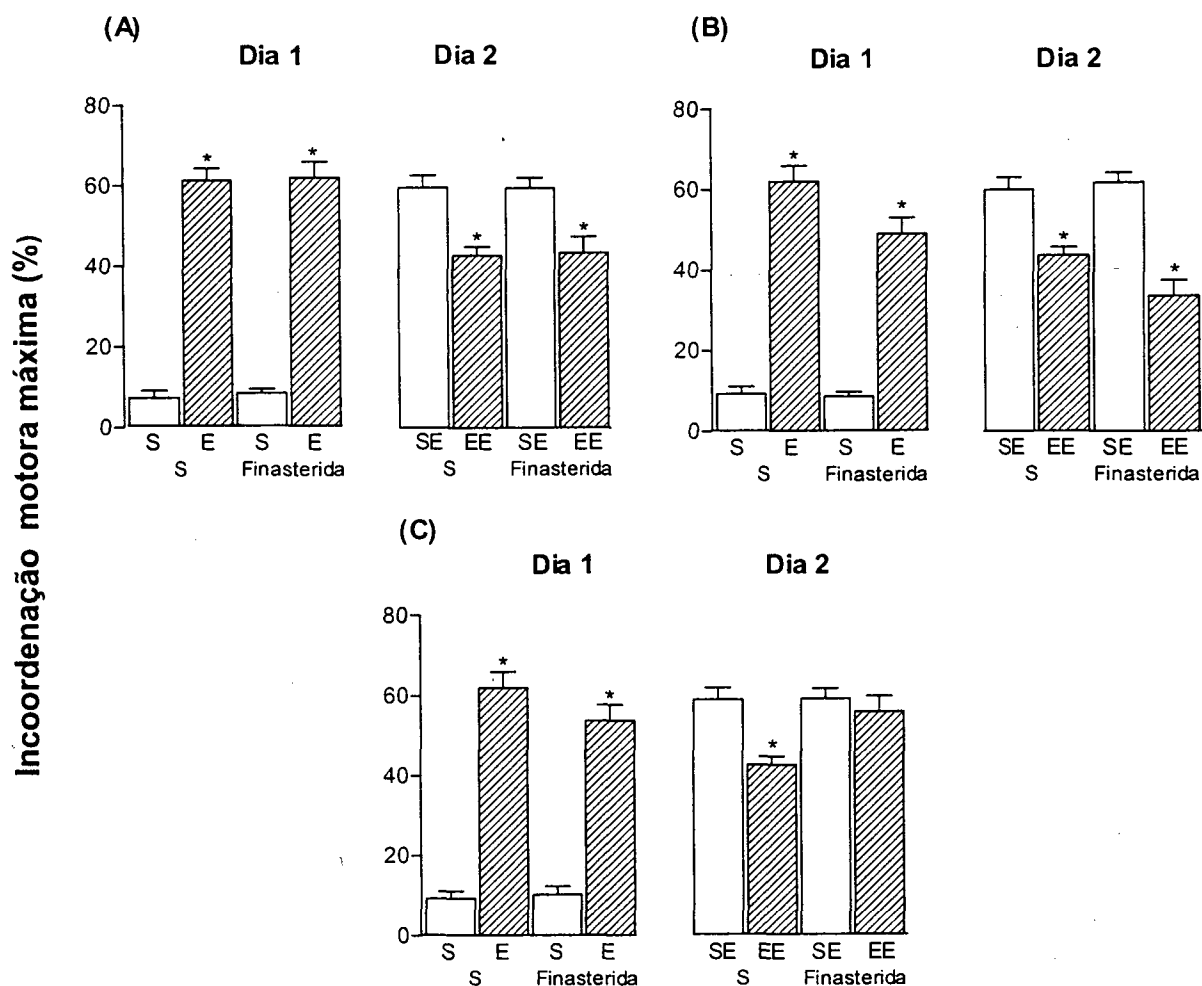 (A)
Dia 1
Dia 2
80
60
40
20
0
* * * *
S E S E
S Finasterida
SE EE SE EE
S Finasterida
(B)
Dia 1
Dia 2
80
60
40
20
0
* * * *
S E S E
S Finasterida
SE EE SE EE
S Finasterida
Incoordenação motora máxima (%)
(C)
Dia 1
Dia 2
80
60
40
20
0
* * *
S E S E
S Finasterida
SE EE SE EE
S Finasterida